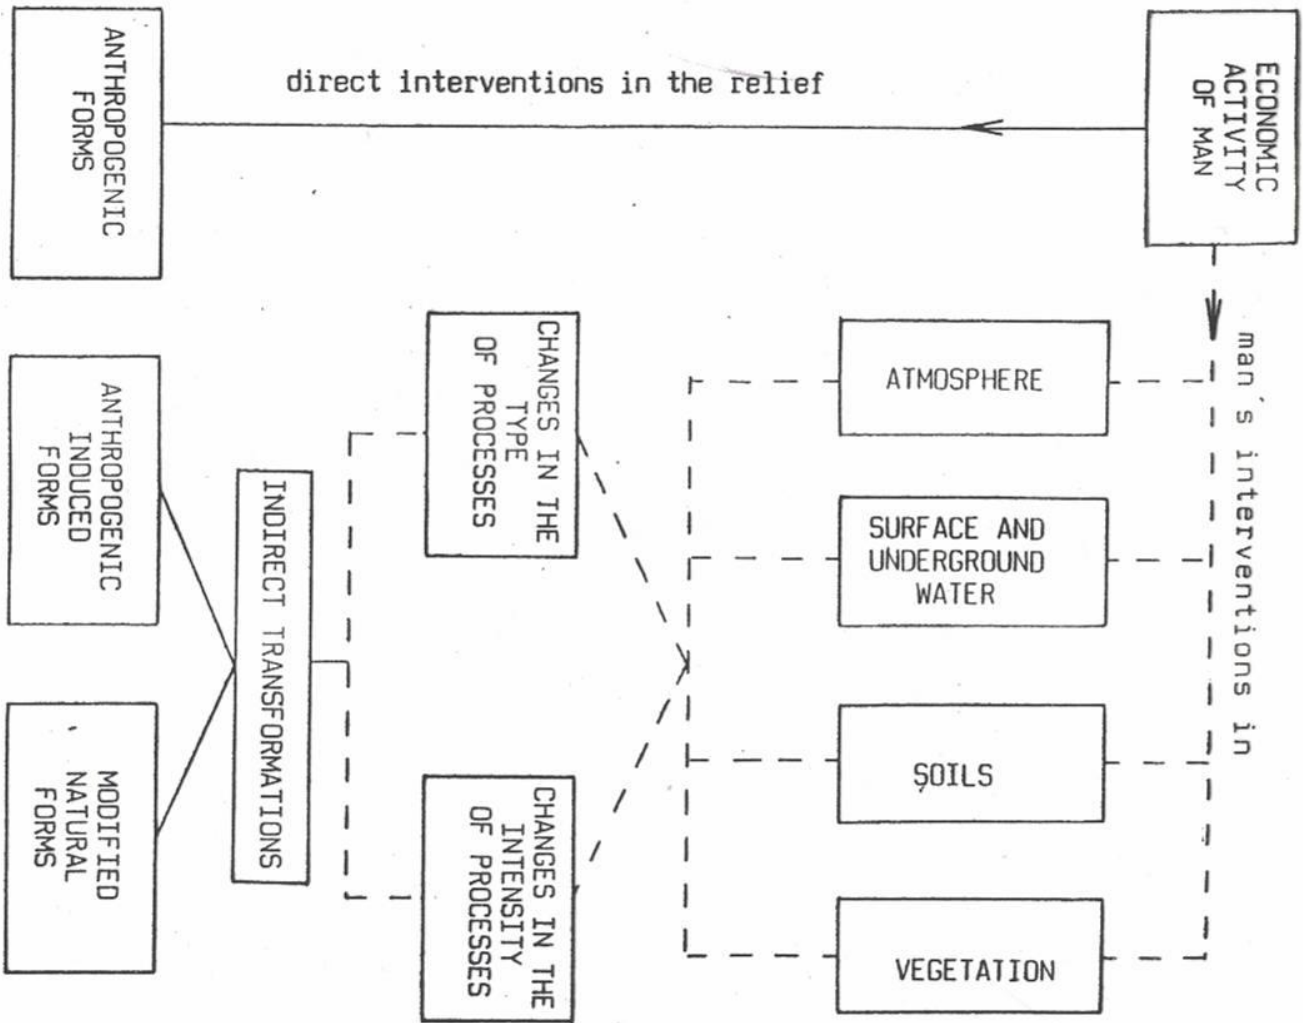 ECONOMIC
ACTIVITY
OF MAN
direct interventions in the relief
ANTHROPOGENIC
FORMS
man´s interventions in
ATMOSPHERE
SURFACE AND
UNDERGROUND
WATER
SOILS
VEGETATION
CHANGES IN THE
TYPE
OF PROCESSES
CHANGES IN THE
INTENSITY
OF PROCESSES
INDIRECT TRANSFORMATIONS
ANTHROPOGENIC
INDUCED
FORMS
MODIFIED
NATURAL
FORMS